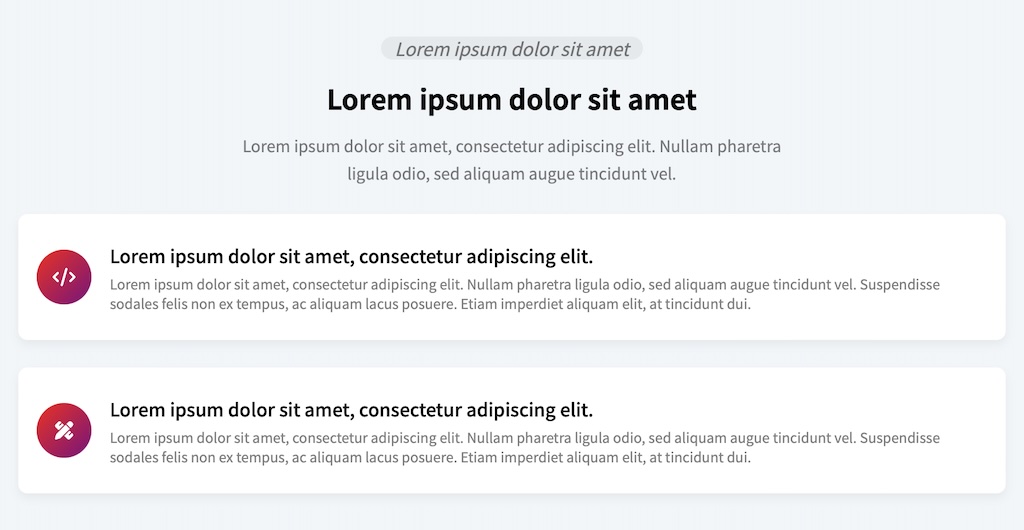 Lorem ipsum dolor sit amet
Lorem ipsum dolor sit amet
Lorem ipsum dolor sit amet, consectetur adipiscing elit. Nullam pharetra
ligula odio, sed aliquam augue tincidunt vel.
Lorem ipsum dolor sit amet, consectetur adipiscing elit.
Lorem ipsum dolor sit amet, consectetur adipiscing elit. Nullam pharetra ligula odio, sed aliquam augue tincidunt vel. Suspendisse
sodales felis non ex tempus, ac aliquam lacus posuere. Etiam imperdiet aliquam elit, at tincidunt dui.
Lorem ipsum dolor sit amet, consectetur adipiscing elit.
Lorem ipsum dolor sit amet, consectetur adipiscing elit. Nullam pharetra ligula odio, sed aliquam augue tincidunt vel. Suspendisse
sodales felis non ex tempus, ac aliquam lacus posuere. Etiam imperdiet aliquam elit, at tincidunt dui.